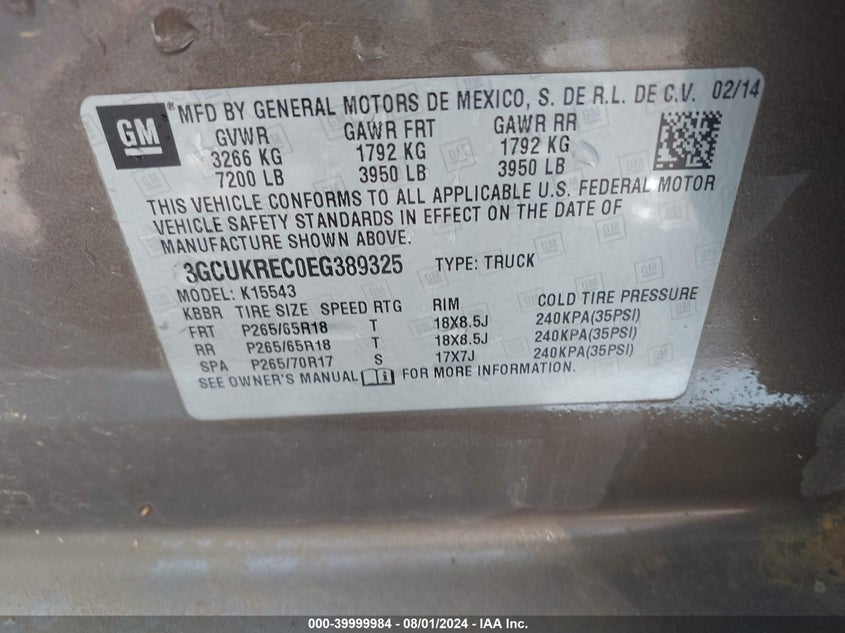 GM ® MFD BY GENERAL MOTORS DE MEXICO, S. DE R.L. DE C.V. 02/14
GVWR GAWR FRT GAWR RR
3266 KG 1792 KG 1792 KG
7200 LB 3950 LB 3950 LB
THIS VEHICLE CONFORMS TO ALL APPLICABLE U.S. FEDERAL MOTOR
VEHICLE SAFETY STANDARDS IN EFFECT ON THE DATE OF
MANUFACTURE SHOWN ABOVE.
3GCUKREC0EG389325 TYPE: TRUCK
MODEL: K15543
KBBR TIRE SIZE SPEED RTG RIM COLD TIRE PRESSURE
FRT P265/65R18 T 18X8.5J 240KPA(35PSI)
RR P265/65R18 T 18X8.5J 240KPA(35PSI)
SPA P265/70R17 S 17X7J 240KPA(35PSI)
SEE OWNER'S MANUAL FOR MORE INFORMATION.
000-39999984 - 08/01/2024 - IAA Inc.